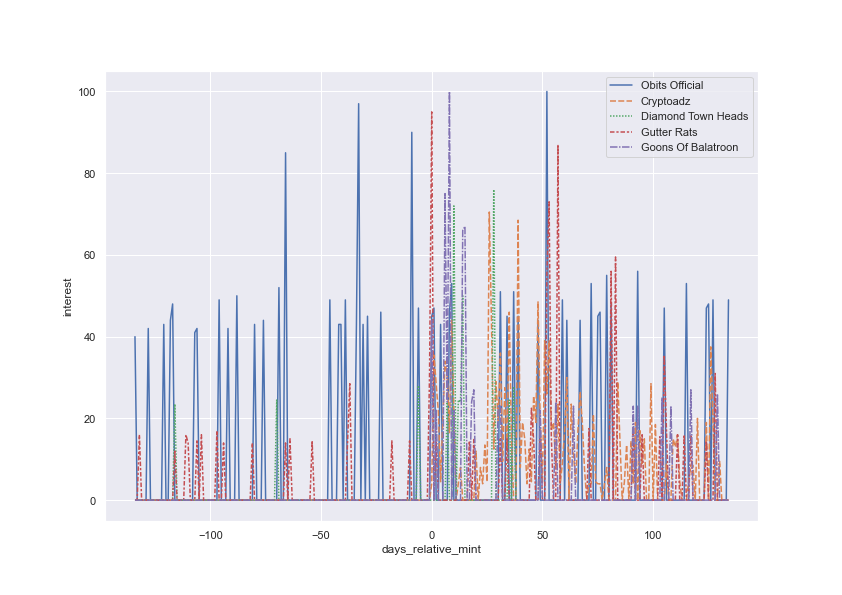 100
80
60
40
20
0
interest
Obits Official
Cryptoadz
Diamond Town Heads
Gutter Rats
Goons Of Balatroon
−100
−50
0
50
100
days_relative_mint